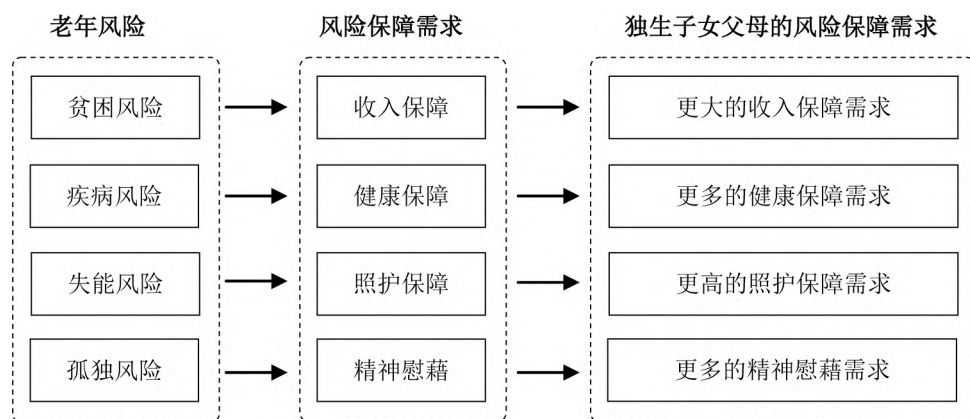 老年风险
风险保障需求
独生子女父母的风险保障需求
贫困风险
收入保障
更大的收入保障需求
疾病风险
健康保障
更多的健康保障需求
失能风险
照护保障
更高的照护保障需求
孤独风险
精神慰藉
更多的精神慰藉需求